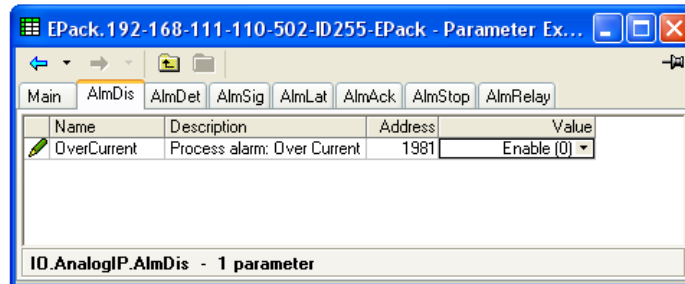 EPack.192-168-111-110-502-ID255-EPack - Parameter Ex...
Main AlmDis AlmDet AlmSig AlmLat AlmAck AlmStop AlmRelay
Name Description Address Value
OverCurrent Process alarm: Over Current 1981 Enable (0)
IO.AnalogIP.AlmDis - 1 parameter